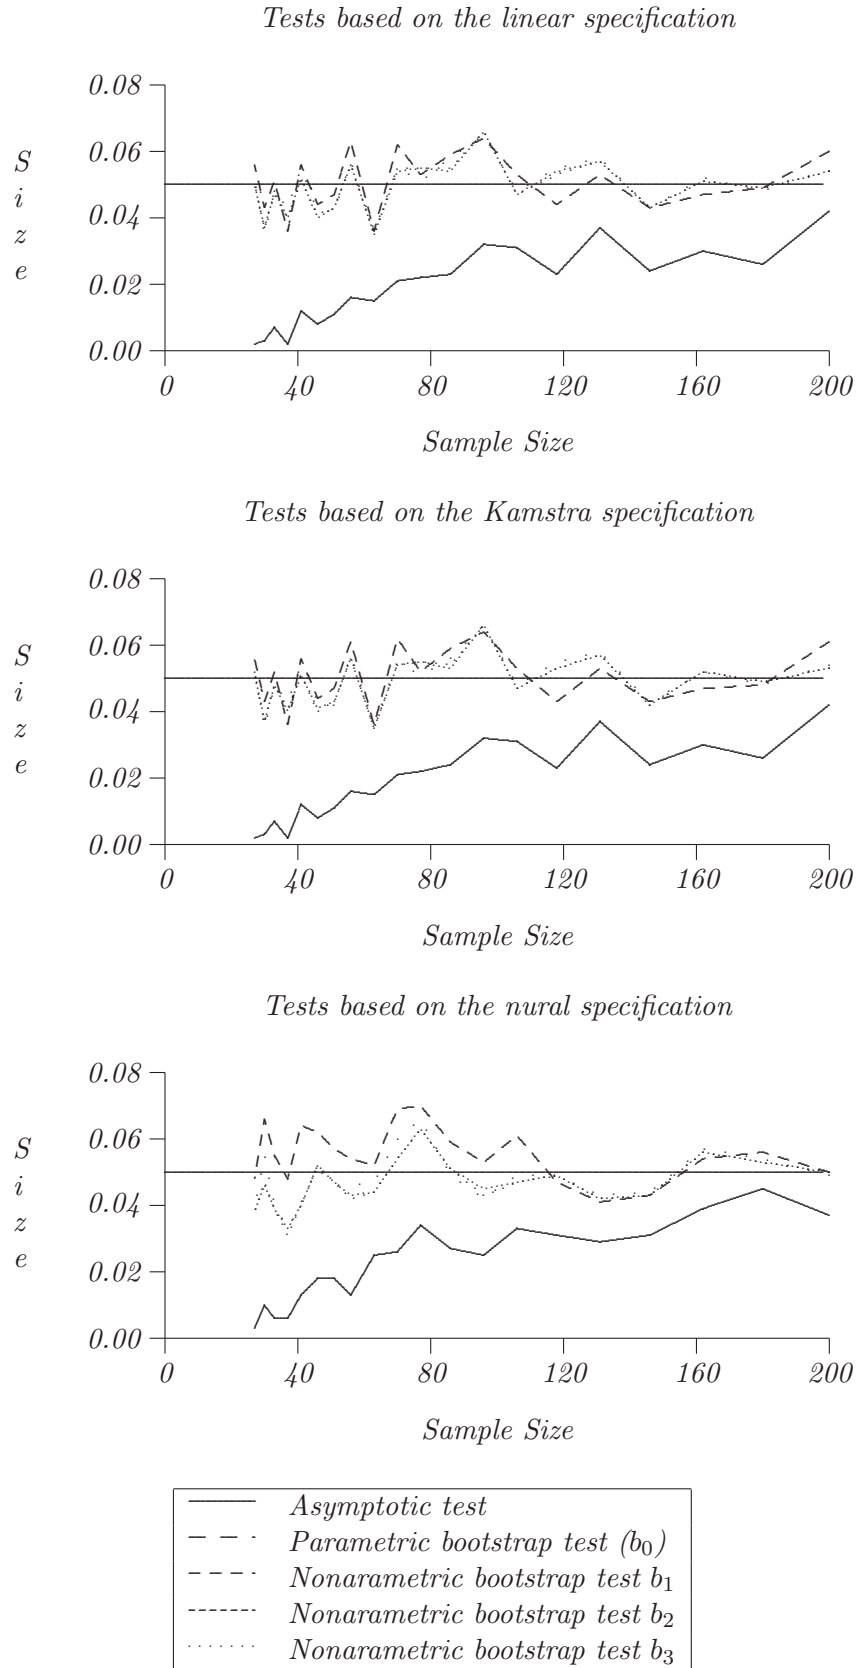 Tests based on the linear specification
0.08
0.06
0.04
0.02
0.00
S
i
z
e
0 40 80 120 160 200
Sample Size
Tests based on the Kamstra specification
0.08
0.06
0.04
0.02
0.00
S
i
z
e
0 40 80 120 160 200
Sample Size
Tests based on the nural specification
0.08
0.06
0.04
0.02
0.00
S
i
z
e
0 40 80 120 160 200
Sample Size
Asymptotic test
Parametric bootstrap test (b₀)
Nonarametric bootstrap test b₁
Nonarametric bootstrap test b₂
Nonarametric bootstrap test b₃